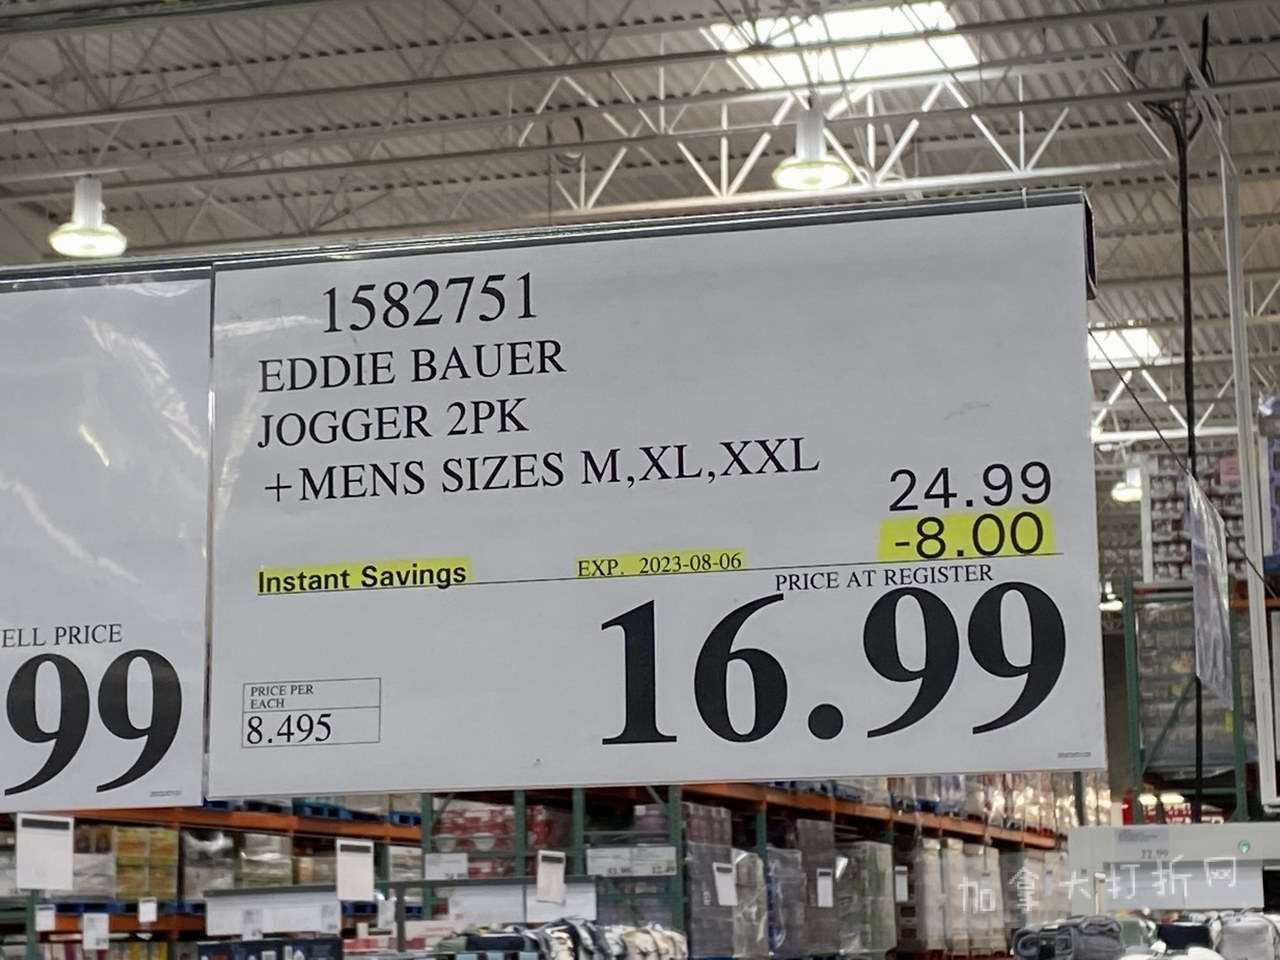 1582751
EDDIE BAUER
JOGGER 2PK
+MENS SIZES M,XL,XXL
24.99
-8.00
Instant Savings
EXP. 2023-08-06
PRICE AT REGISTER
16.99
PRICE PER
EACH
8.495
ELL PRICE
99
77.99
加拿大打折网